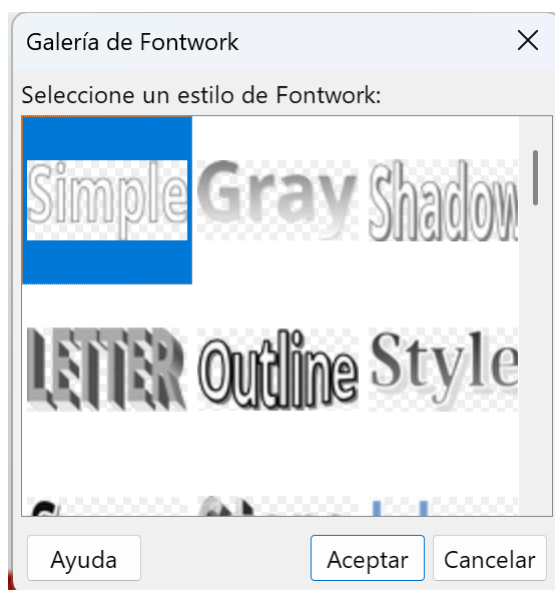 Galería de Fontwork
Seleccione un estilo de Fontwork:
Simple Gray Shadow
LETTER Outline Style
Ayuda Aceptar Cancelar